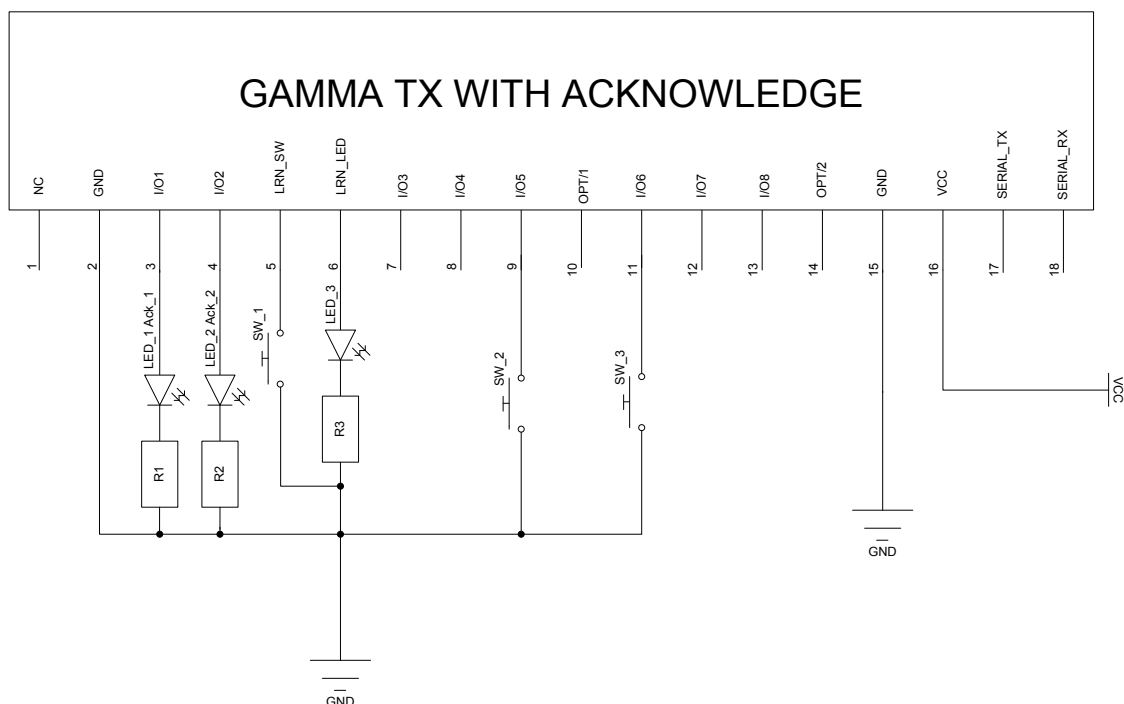 GAMMA TX WITH ACKNOWLEDGE
NC
GND
I/O1
I/O2
LRN_SW
LRN_LED
I/O3
I/O4
I/O5
OPT/1
I/O6
I/O7
I/O8
OPT/2
GND
VCC
SERIAL_TX
SERIAL_RX
1
2
3
4
5
6
7
8
9
10
11
12
13
14
15
16
17
18
LED_1 Ack_1
LED_2 Ack_2
SW_1
LED_3
SW_2
SW_3
VCC
R1
R2
R3
GND
GND